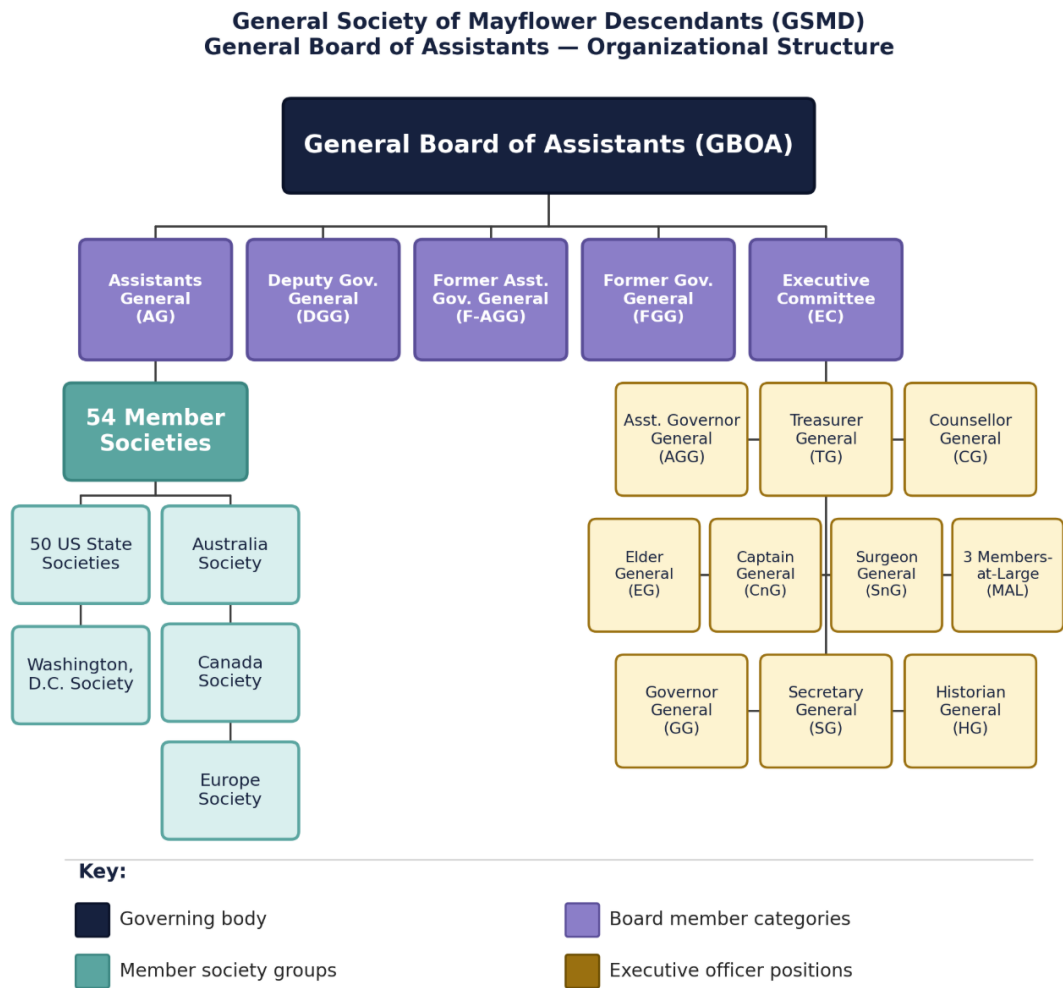 General Society of Mayflower Descendants (GSMD)
General Board of Assistants — Organizational Structure
General Board of Assistants (GBOA)
Assistants
General
(AG)
Deputy Gov.
General
(DGG)
Former Asst.
Gov. General
(F-AGG)
Former Gov.
General
(FGG)
Executive
Committee
(EC)
54 Member
Societies
50 US State
Societies
Australia
Society
Washington,
D.C. Society
Canada
Society
Europe
Society
Asst. Governor
General
(AGG)
Treasurer
General
(TG)
Counsellor
General
(CG)
Elder
General
(EG)
Captain
General
(CnG)
Surgeon
General
(SnG)
3 Members-
at-Large
(MAL)
Governor
General
(GG)
Secretary
General
(SG)
Historian
General
(HG)
Key:
Governing body
Board member categories
Member society groups
Executive officer positions